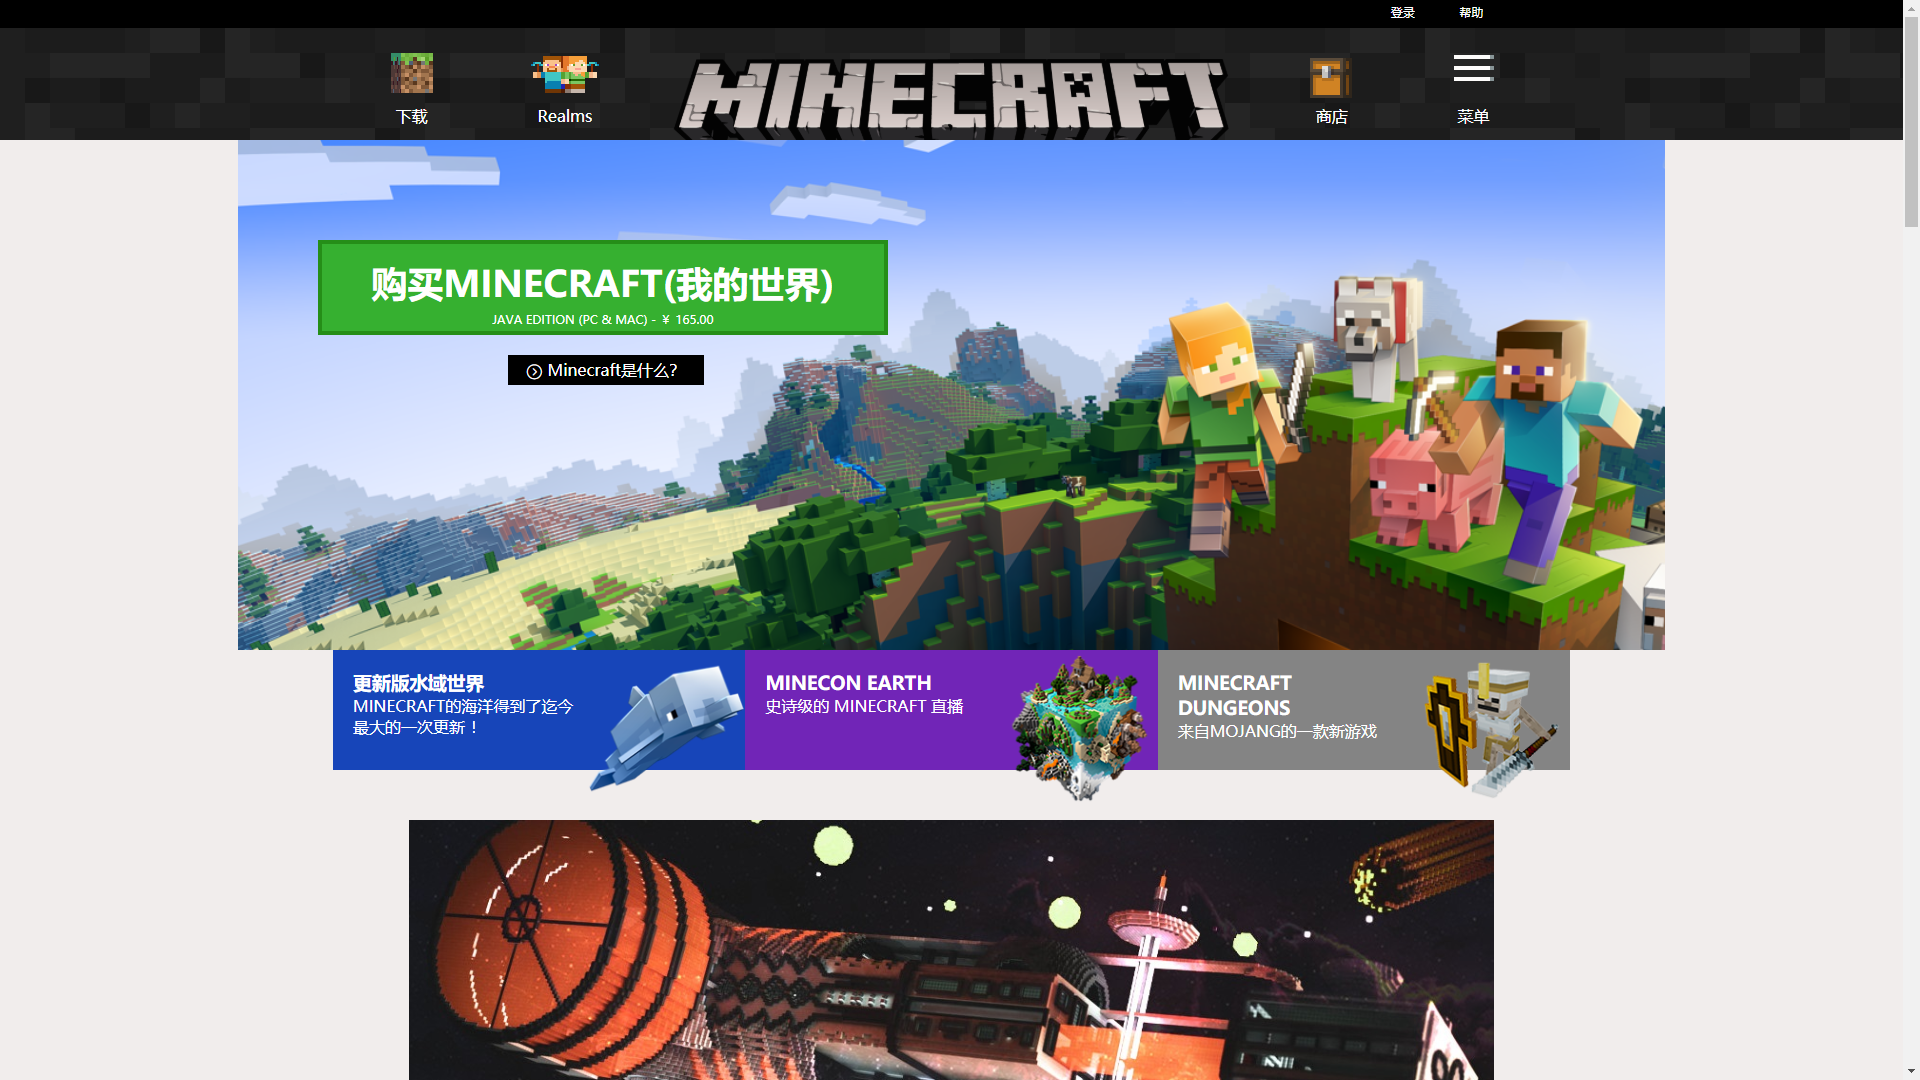 登录
帮助
下载
Realms
MINECRAFT
商店
菜单
购买MINECRAFT(我的世界)
JAVA EDITION (PC & MAC) - ¥ 165.00
Minecraft是什么?
更新版水域世界
MINECRAFT的海洋得到了迄今
最大的一次更新！
MINECON EARTH
史诗级的 MINECRAFT 直播
MINECRAFT
DUNGEONS
来自MOJANG的一款新游戏